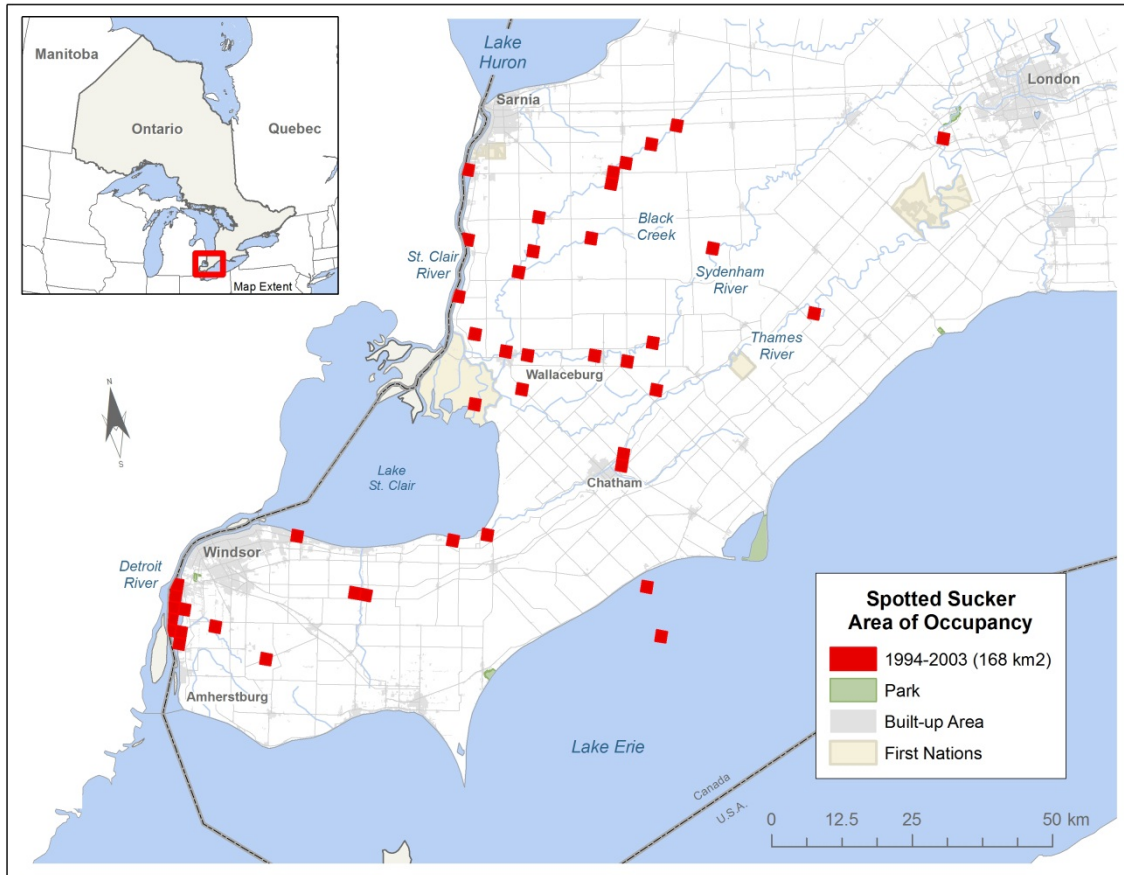 Manitoba
Ontario
Quebec
Map Extent
Lake
Huron
Sarnia
London
Black
Creek
St. Clair
River
Sydenham
River
Thames
River
Wallaceburg
N
S
Lake
St. Clair
Chatham
Windsor
Detroit
River
Amherstburg
Lake Erie
Canada
U.S.A.
Spotted Sucker
Area of Occupancy
1994-2003 (168 km2)
Park
Built-up Area
First Nations
0 12.5 25 50 km